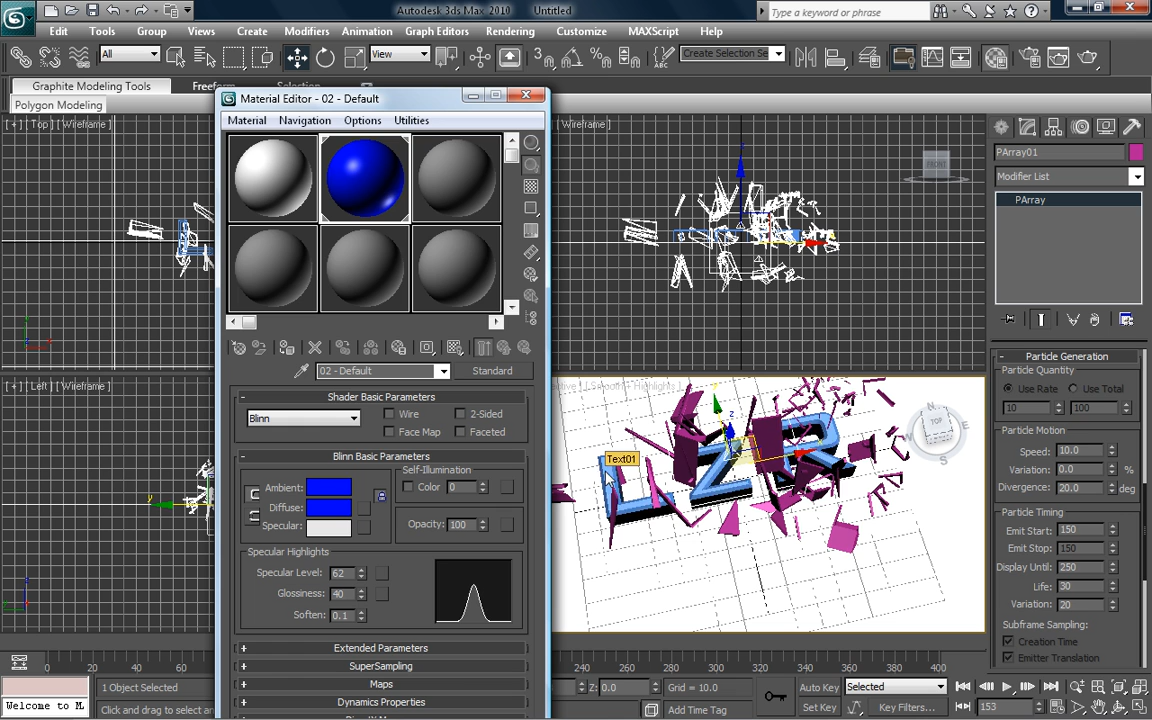 Autodesk 3ds Max 2010 Untitled
Type a keyword or phrase
Edit Tools Group Views Create Modifiers Animation Graph Editors Rendering Customize MAXScript Help
All
View
Create Selection Se
Graphite Modeling Tools Freeform Selection
Polygon Modeling
[ + ] [ Top ] [ Wireframe ]
[ Wireframe ]
FRONT
Material Editor - 02 - Default
Material Navigation Options Utilities
02 - Default
Standard
Shader Basic Parameters
Blinn
Wire 2-Sided
Face Map Faceted
Blinn Basic Parameters
Self-Illumination
Ambient:
Color 0
Diffuse:
Specular:
Opacity: 100
Specular Highlights
Specular Level: 62
Glossiness: 40
Soften: 0.1
Extended Parameters
SuperSampling
Maps
Dynamics Properties
[ + ] [ Left ] [ Wireframe ]
Text01
TOP
N
E
S
W
PArray01
Modifier List
PArray
Particle Generation
Particle Quantity
Use Rate Use Total
10 100
Particle Motion
Speed: 10.0
Variation: 0.0 %
Divergence: 20.0 deg
Particle Timing
Emit Start: 150
Emit Stop: 150
Display Until: 250
Life: 30
Variation: 20
Subframe Sampling:
Creation Time
Emitter Translation
0 20 40 60 240 260 280 300 320 340 360 380 400
1 Object Selected
Z: 0.0
Grid = 10.0
Auto Key
Selected
Welcome to M
Click and drag to select an
Add Time Tag
Set Key
Key Filters...
153